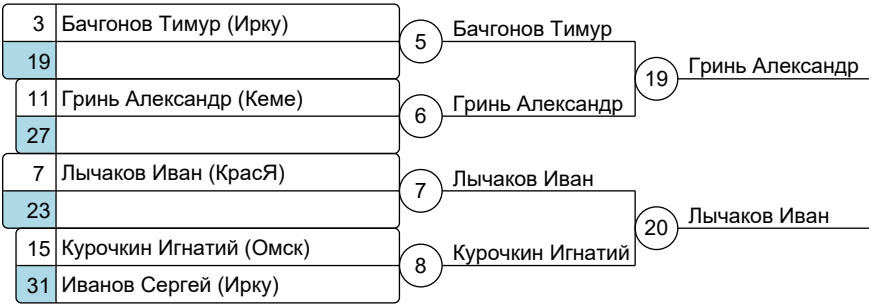 3 Бачгонов Тимур (Ирку)
19
5 Бачгонов Тимур
11 Гринь Александр (Кеме)
27
6 Гринь Александр
19 Гринь Александр
7 Лычаков Иван (КрасЯ)
23
7 Лычаков Иван
15 Курочкин Игнатий (Омск)
31 Иванов Сергей (Ирку)
8 Курочкин Игнатий
20 Лычаков Иван